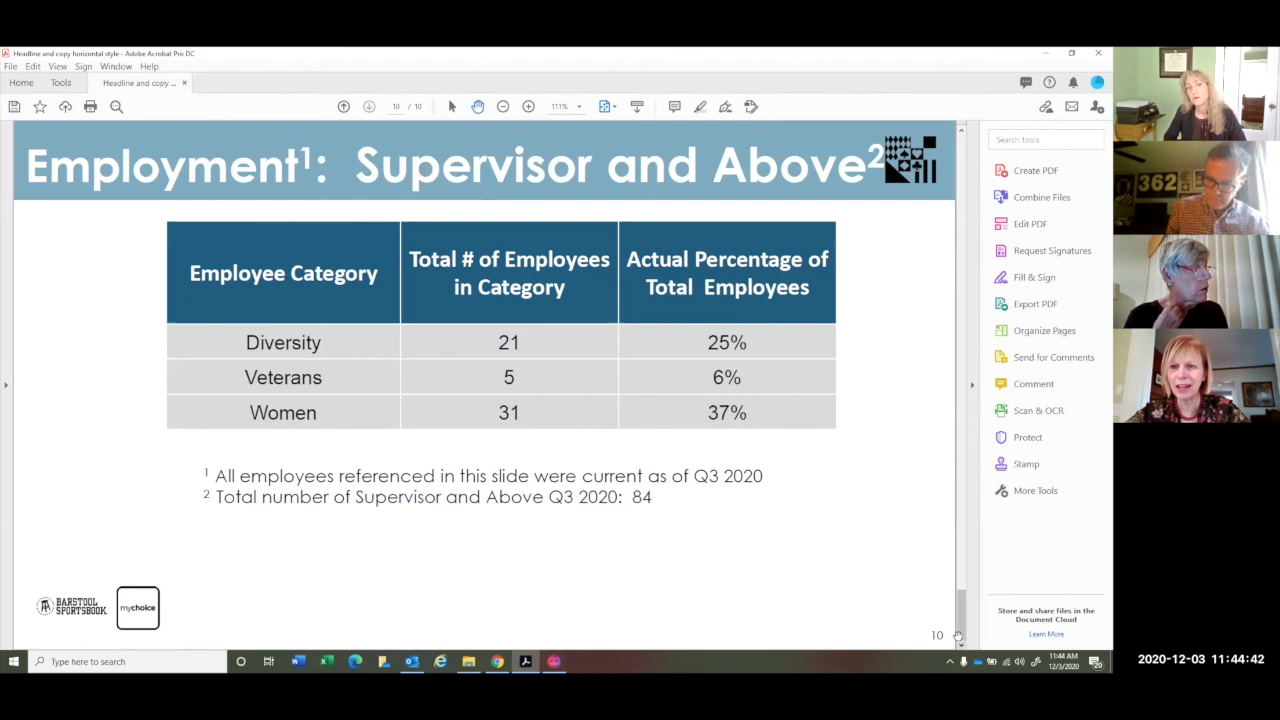 Headline and copy horizontal style - Adobe Acrobat Pro DC
File Edit View Sign Window Help
Home Tools Headline and copy ... ×
10 / 10 111%
Employment¹: Supervisor and Above²
Employee Category Total # of Employees in Category Actual Percentage of Total Employees
Diversity 21 25%
Veterans 5 6%
Women 31 37%
¹ All employees referenced in this slide were current as of Q3 2020
² Total number of Supervisor and Above Q3 2020: 84
BARSTOOL
SPORTSBOOK
mychoice
10
Search tools
Create PDF
Combine Files
Edit PDF
Request Signatures
Fill & Sign
Export PDF
Organize Pages
Send for Comments
Comment
Scan & OCR
Protect
Stamp
More Tools
Store and share files in the
Document Cloud
Learn More
362
Type here to search
11:44 AM
12/3/2020
20
2020-12-03 11:44:42